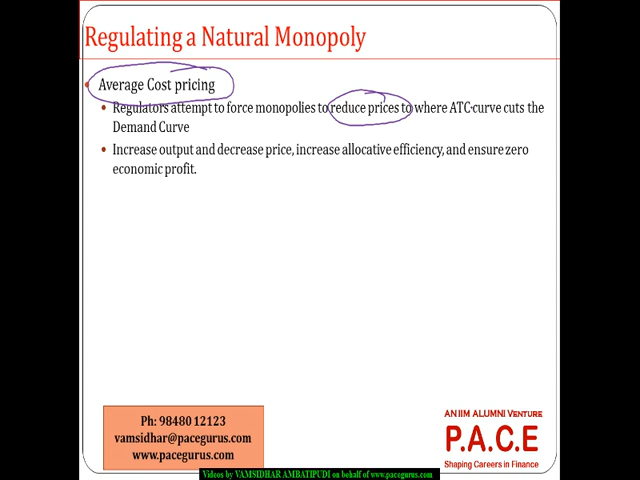 Regulating a Natural Monopoly
• Average Cost pricing
• Regulators attempt to force monopolies to reduce prices to where ATC-curve cuts the
Demand Curve
• Increase output and decrease price, increase allocative efficiency, and ensure zero
economic profit.
Ph: 98480 12123
vamsidhar@pacegurus.com
www.pacegurus.com
AN IIM ALUMNI VENTURE
P.A.C.E
Shaping Careers in Finance
Videos by VAMSIDHAR AMBATIPUDI on behalf of www.pacegurus.com